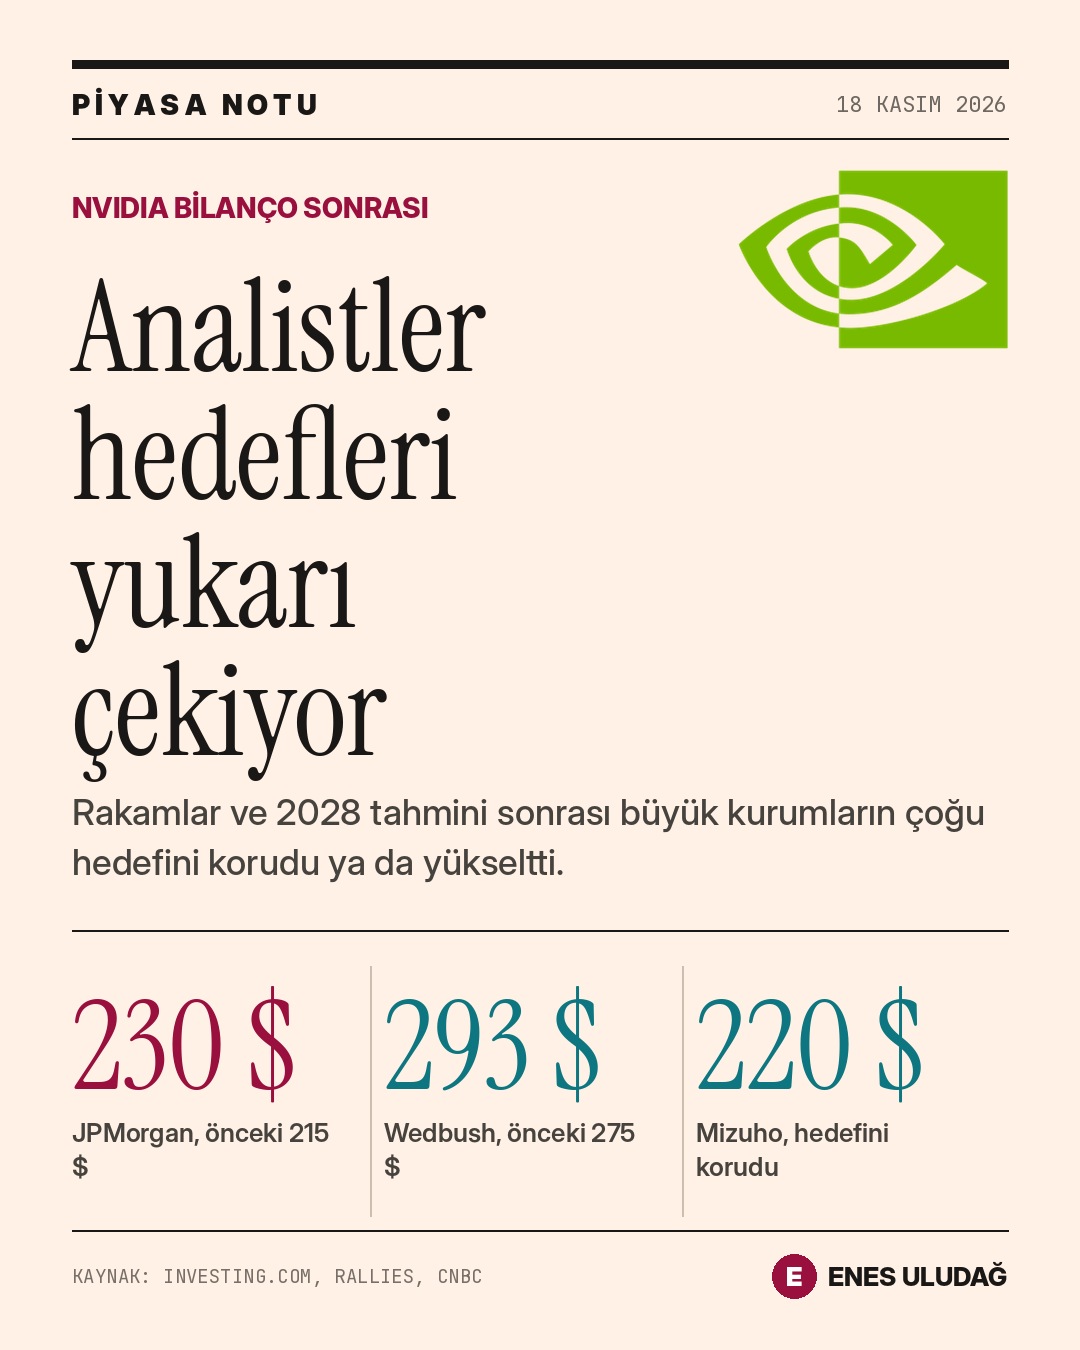 PİYASA NOTU
18 KASIM 2026
NVIDIA BİLANÇO SONRASI
Analistler
hedefleri
yukarı
çekiyor
Rakamlar ve 2028 tahmini sonrası büyük kurumların çoğu
hedefini korudu ya da yükseltti.
230 $
JPMorgan, önceki 215
$
293 $
Wedbush, önceki 275
$
220 $
Mizuho, hedefini
korudu
KAYNAK: INVESTING.COM, RALLIES, CNBC
E ENES ULUDAĞ